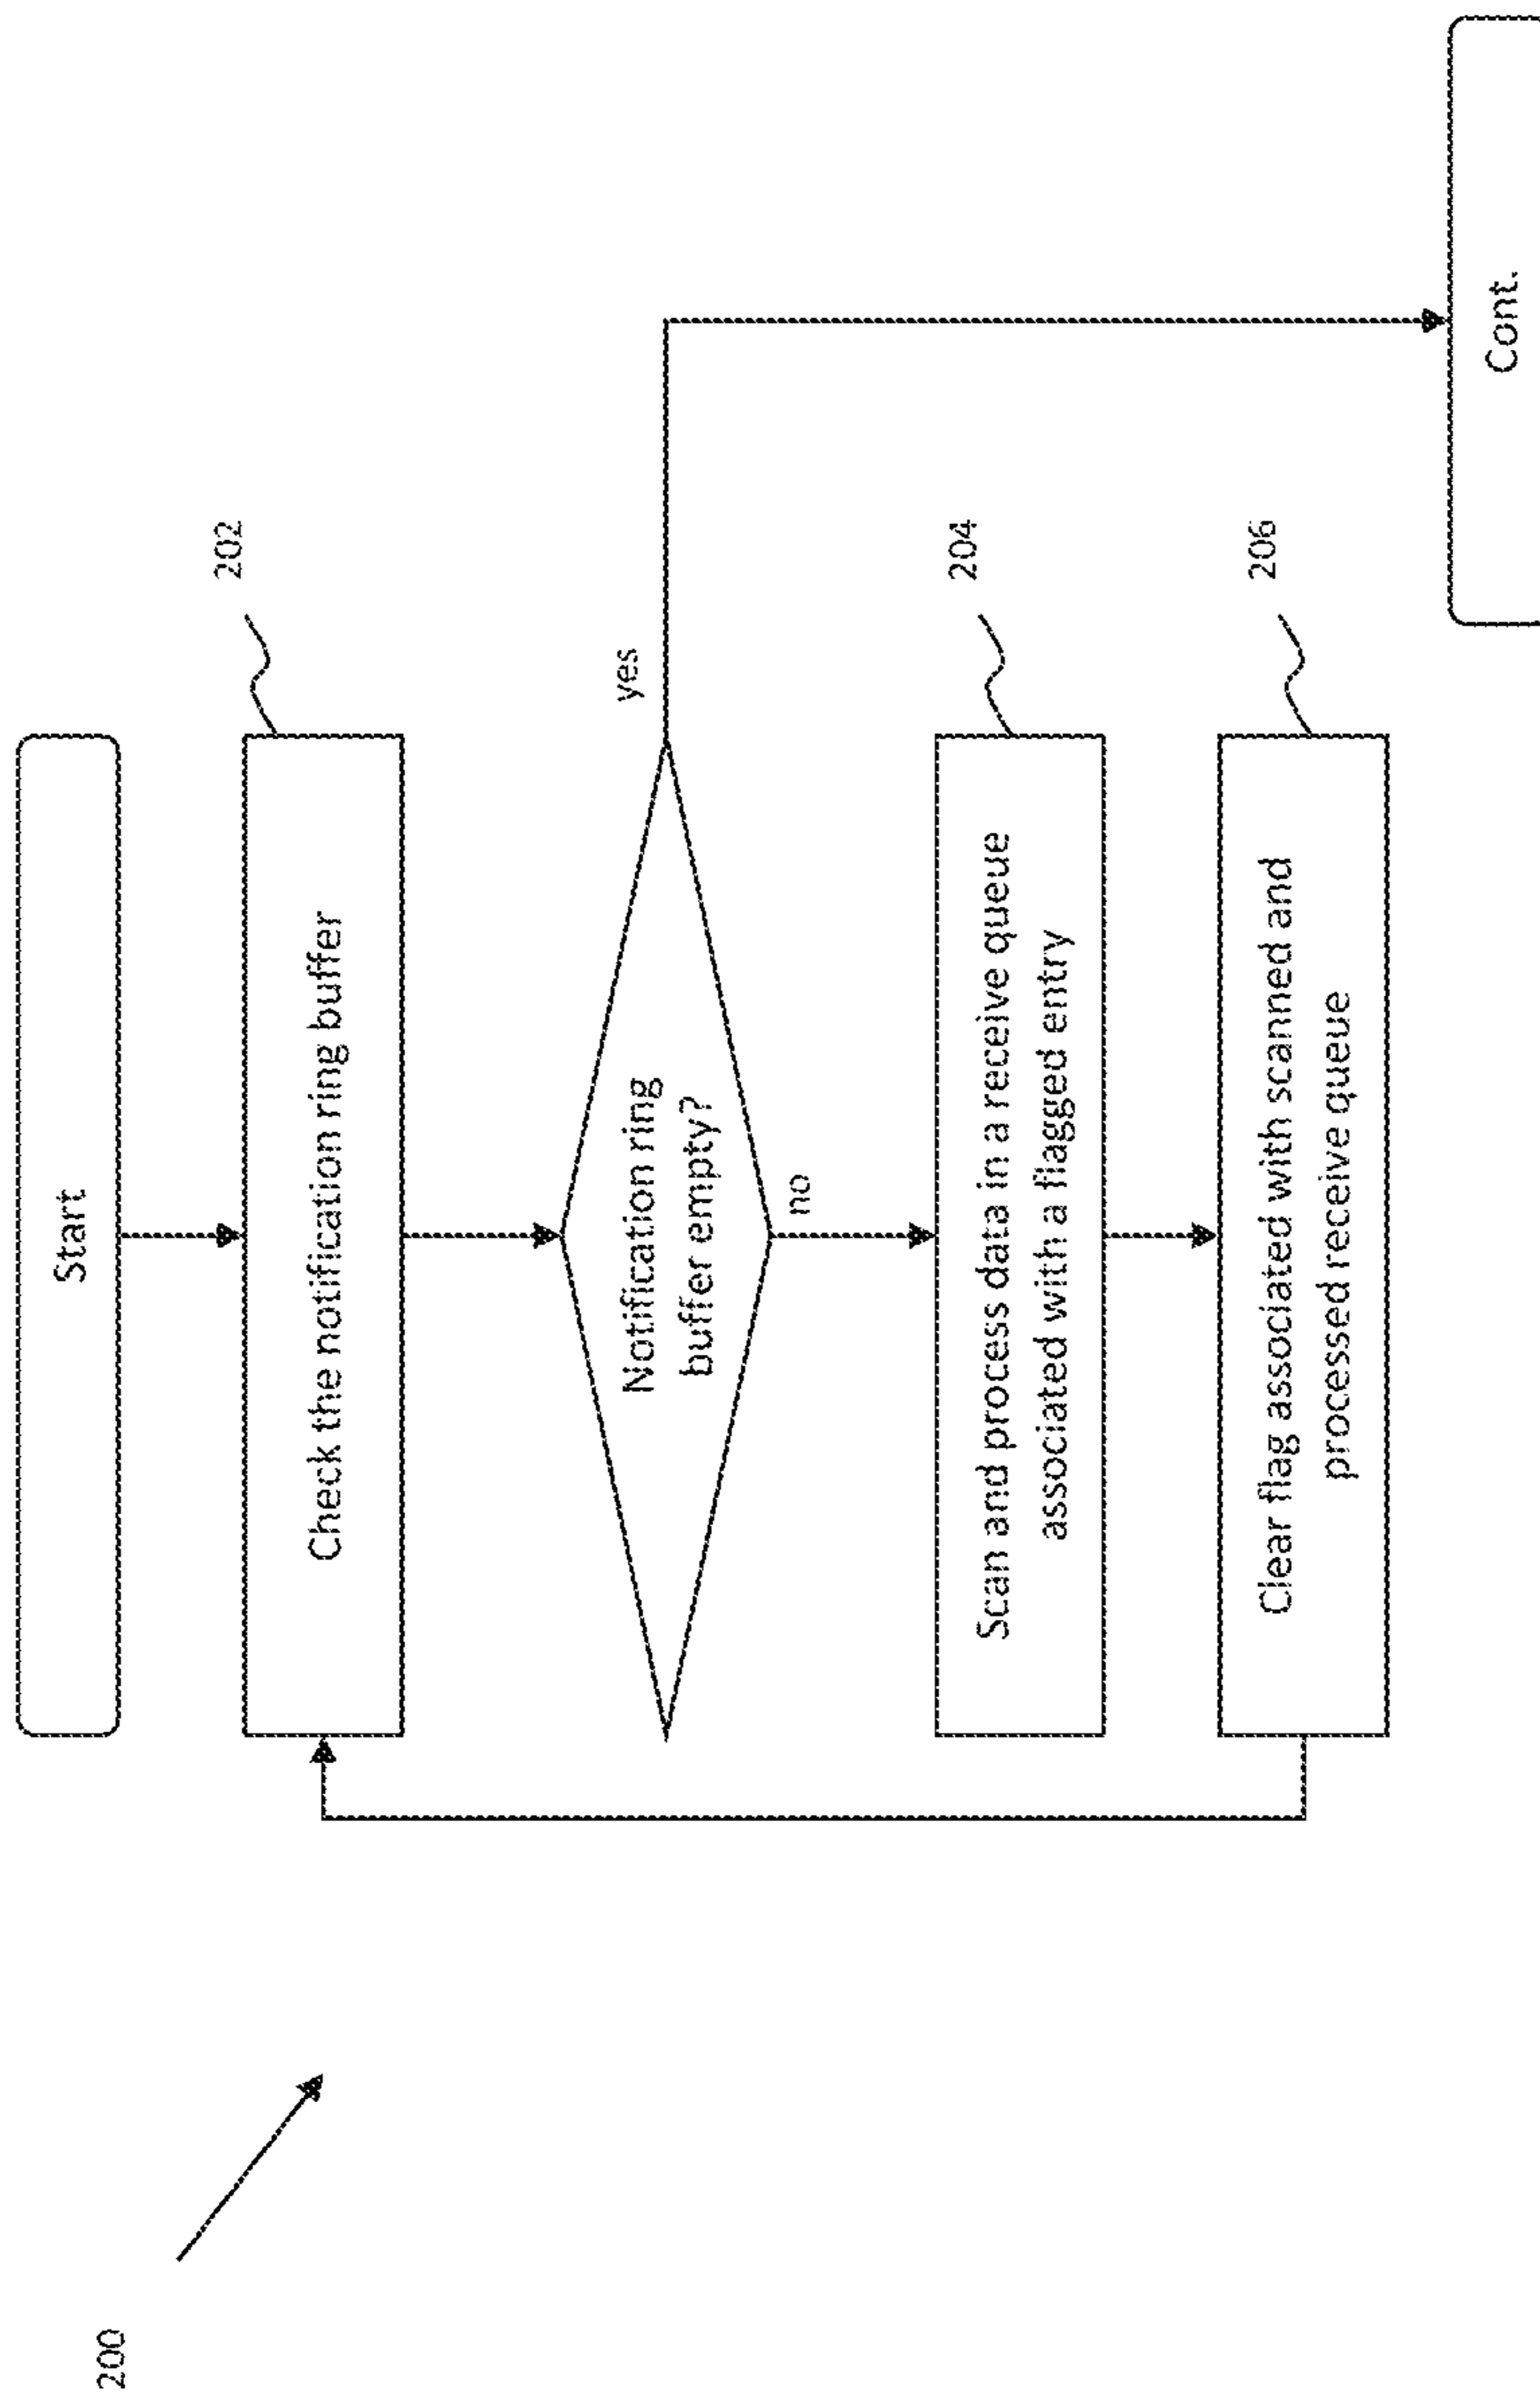 200
Start
202
Check the notification ring buffer
Notification ring
buffer empty?
yes
no
204
Scan and process data in a receive queue
associated with a flagged entry
206
Clear flag associated with scanned and
processed receive queue
Cont.